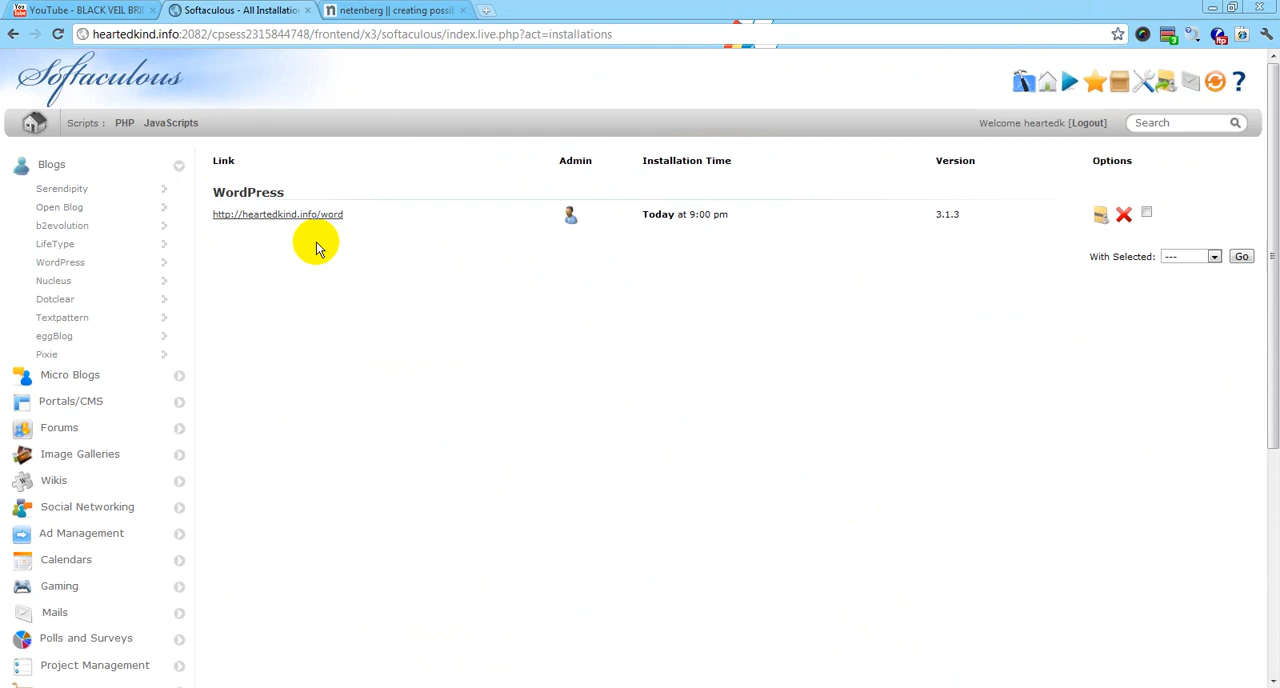 YouTube - BLACK VEIL BRI
Softaculous - All Installatio
netenberg || creating possi
heartedkind.info:2082/cpsess2315844748/frontend/x3/softaculous/index.live.php?act=installations
Softaculous
Scripts : PHP JavaScripts
Welcome heartedk [Logout]
Search
Blogs
Serendipity
Open Blog
b2evolution
LifeType
WordPress
Nucleus
Dotclear
Textpattern
eggBlog
Pixie
Micro Blogs
Portals/CMS
Forums
Image Galleries
Wikis
Social Networking
Ad Management
Calendars
Gaming
Mails
Polls and Surveys
Project Management
Link Admin Installation Time Version Options
WordPress
http://heartedkind.info/word Today at 9:00 pm 3.1.3
With Selected: --- Go